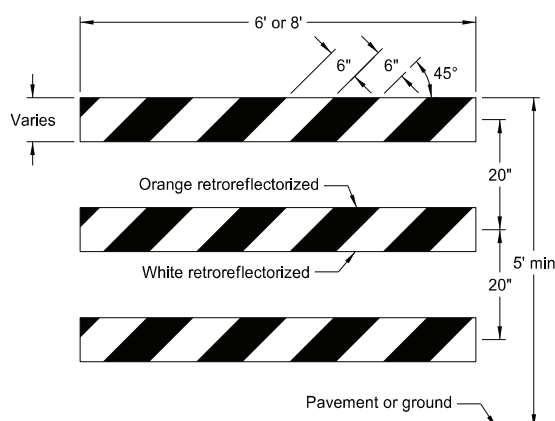 6' or 8'
6"
6"
45°
Varies
20"
Orange retroreflectorized
White retroreflectorized
5' min
20"
Pavement or ground